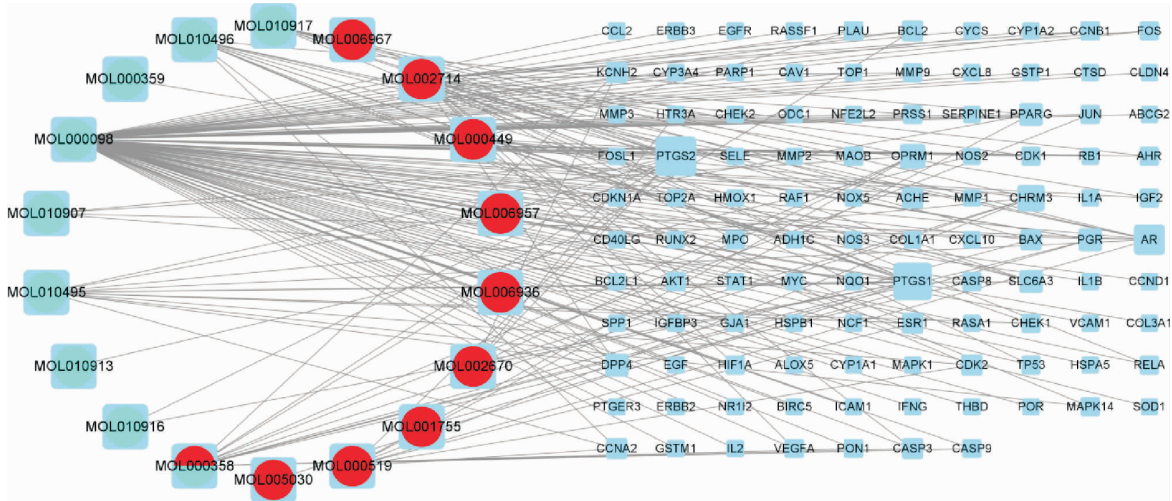 MOL010917
MOL010496
MOL006967
MOL000359
MOL002714
MOL000098
MOL000449
MOL010907
MOL006957
MOL010495
MOL006936
MOL010913
MOL002670
MOL010916
MOL001755
MOL000358
MOL005030
MOL000519
CCL2 ERBB3 EGFR RASSF1 PLAU BCL2 CYCS CYP1A2 CCNB1 FOS
KCNH2 CYP3A4 PARP1 CAV1 TOP1 MMP9 CXCL8 GSTP1 CTSD CLDN4
MMP3 HTR3A CHEK2 ODC1 NFE2L2 PRSS1 SERPINE1 PPARG JUN ABCG2
FOSL1 PTGS2 SELE MMP2 MAOB OPRM1 NOS2 CDK1 RB1 AHR
CDKN1A TOP2A HMOX1 RAF1 NOX5 ACHE MMP1 CHRM3 IL1A IGF2
CD40LG RUNX2 MPO ADH1C NOS3 COL1A1 CXCL10 BAX PGR AR
BCL2L1 AKT1 STAT1 MYC NQO1 PTGS1 CASP8 SLC6A3 IL1B CCND1
SPP1 IGFBP3 GJA1 HSPB1 NCF1 ESR1 RASA1 CHEK1 VCAM1 COL3A1
DPP4 EGF HIF1A ALOX5 CYP1A1 MAPK1 CDK2 TP53 HSPA5 RELA
PTGER3 ERBB2 NR1I2 BIRC5 ICAM1 IFNG THBD POR MAPK14 SOD1
CCNA2 GSTM1 IL2 VEGFA PON1 CASP3 CASP9